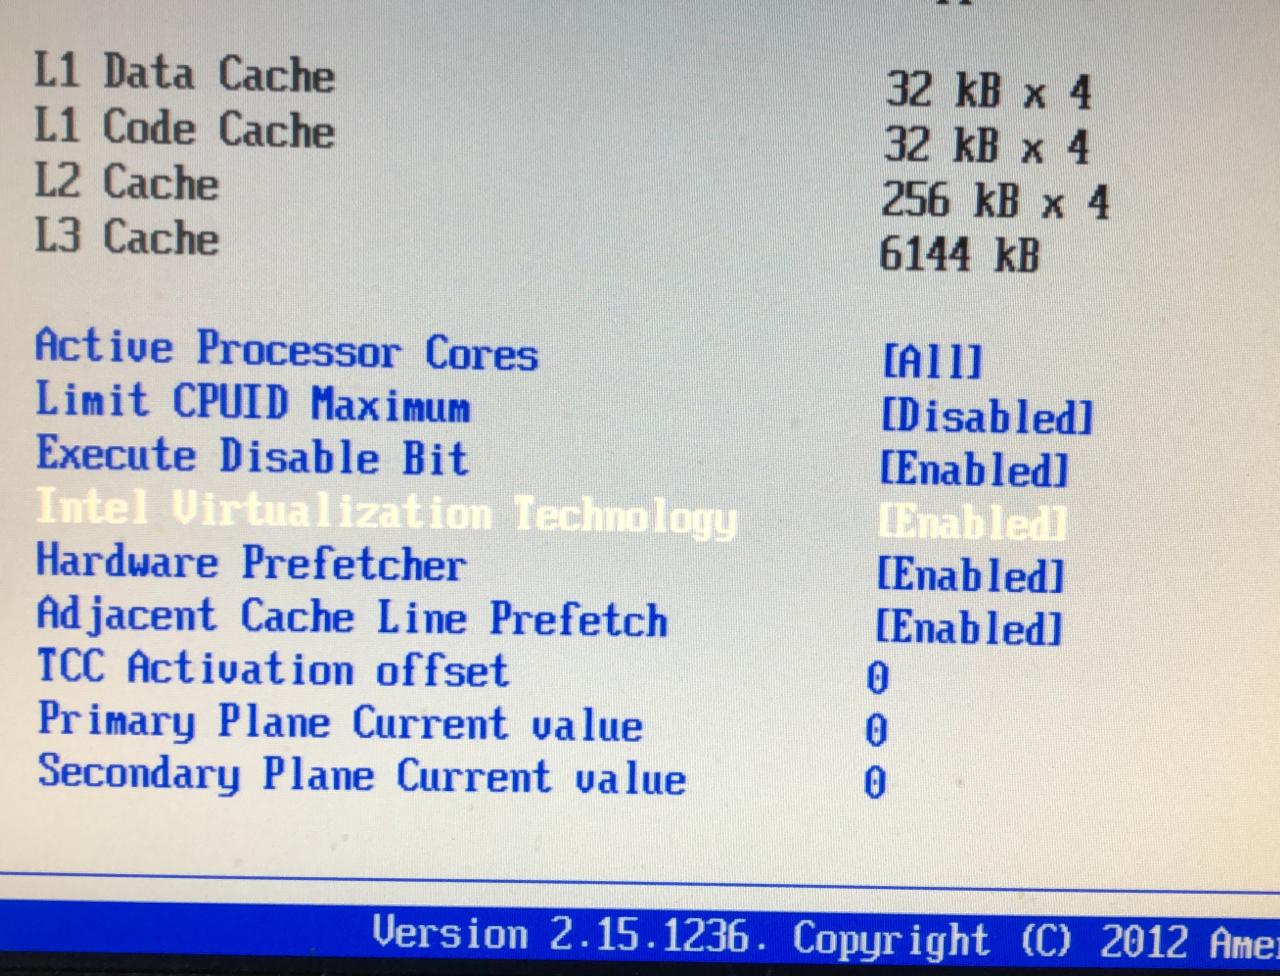 L1 Data Cache 32 kB x 4
L1 Code Cache 32 kB x 4
L2 Cache 256 kB x 4
L3 Cache 6144 kB
Active Processor Cores [All]
Limit CPUID Maximum [Disabled]
Execute Disable Bit [Enabled]
Intel Virtualization Technology [Enabled]
Hardware Prefetcher [Enabled]
Adjacent Cache Line Prefetch [Enabled]
TCC Activation offset 0
Primary Plane Current value 0
Secondary Plane Current value 0
Version 2.15.1236. Copyright (C) 2012 Amer